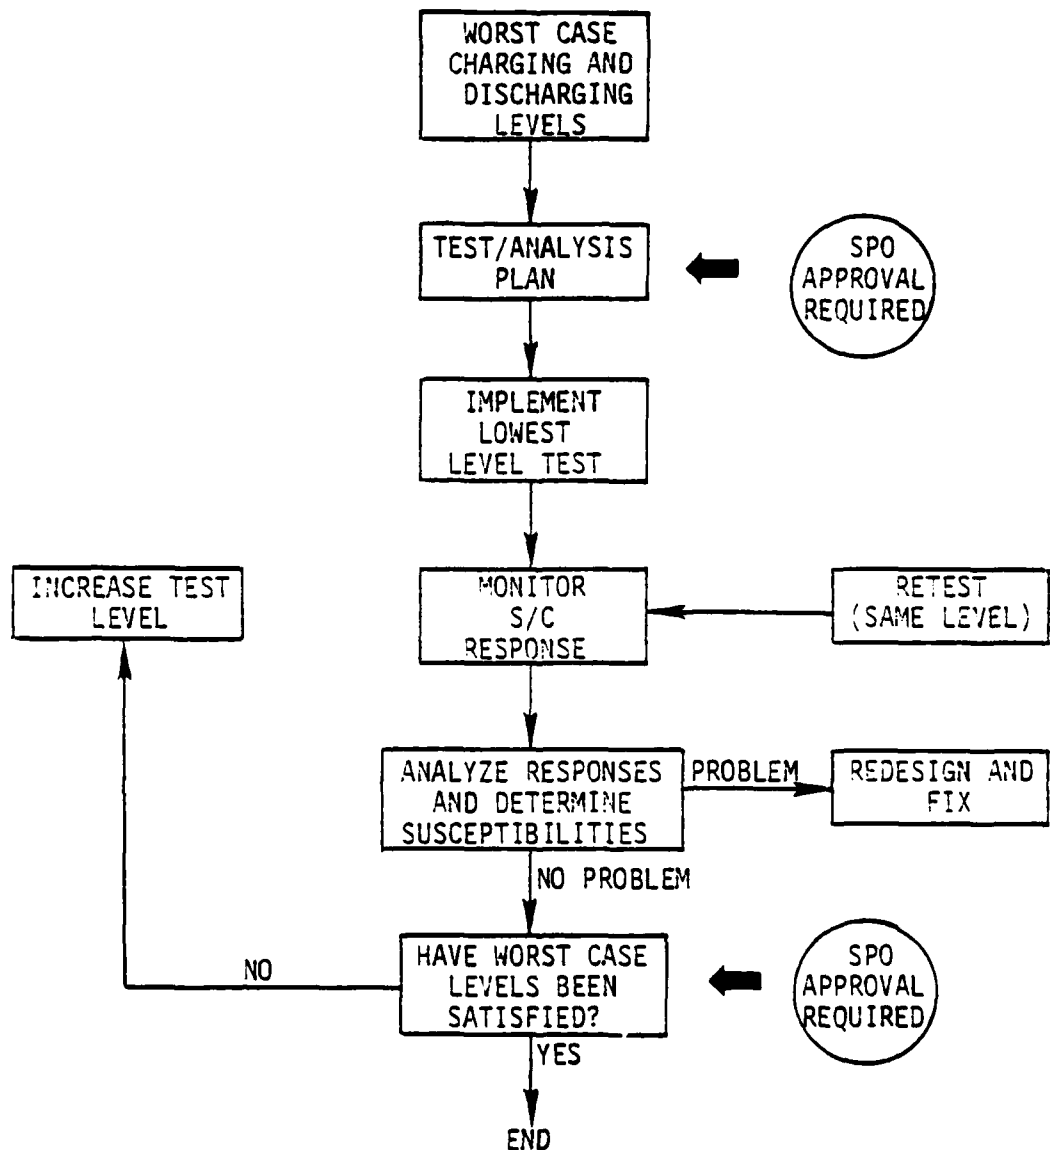 WORST CASE
CHARGING AND
DISCHARGING
LEVELS
TEST/ANALYSIS
PLAN
SPO
APPROVAL
REQUIRED
IMPLEMENT
LOWEST
LEVEL TEST
INCREASE TEST
LEVEL
MONITOR
S/C
RESPONSE
RETEST
(SAME LEVEL)
ANALYZE RESPONSES
AND DETERMINE
SUSCEPTIBILITIES
PROBLEM
REDESIGN AND
FIX
NO PROBLEM
HAVE WORST CASE
LEVELS BEEN
SATISFIED?
NO
SPO
APPROVAL
REQUIRED
YES
END